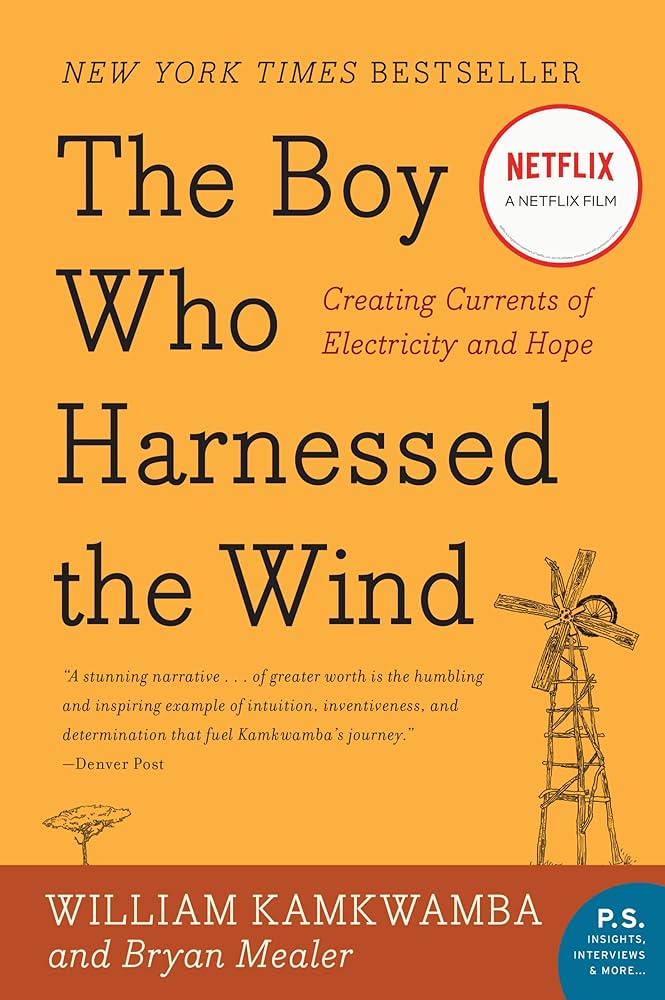 NEW YORK TIMES BESTSELLER
The Boy
Who
Harnessed
the Wind
NETFLIX
A NETFLIX FILM
Creating Currents of
Electricity and Hope
“A stunning narrative . . . of greater worth is the humbling
and inspiring example of intuition, inventiveness, and
determination that fuel Kamkwamba’s journey.”
—Denver Post
WILLIAM KAMKWAMBA
and Bryan Mealer
P.S.
INSIGHTS,
INTERVIEWS
& MORE...